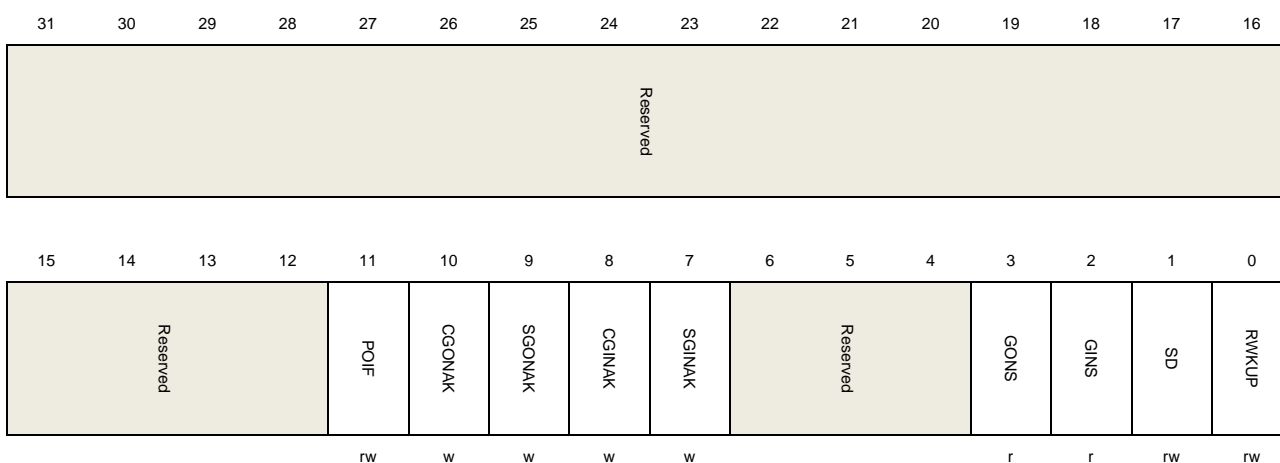 31 30 29 28 27 26 25 24 23 22 21 20 19 18 17 16
Reserved
15 14 13 12 11 10 9 8 7 6 5 4 3 2 1 0
Reserved POIF CGONAK SGONAK CGINAK SGINAK Reserved GONS GINS SD RWKUP
rw w w w w r r rw rw